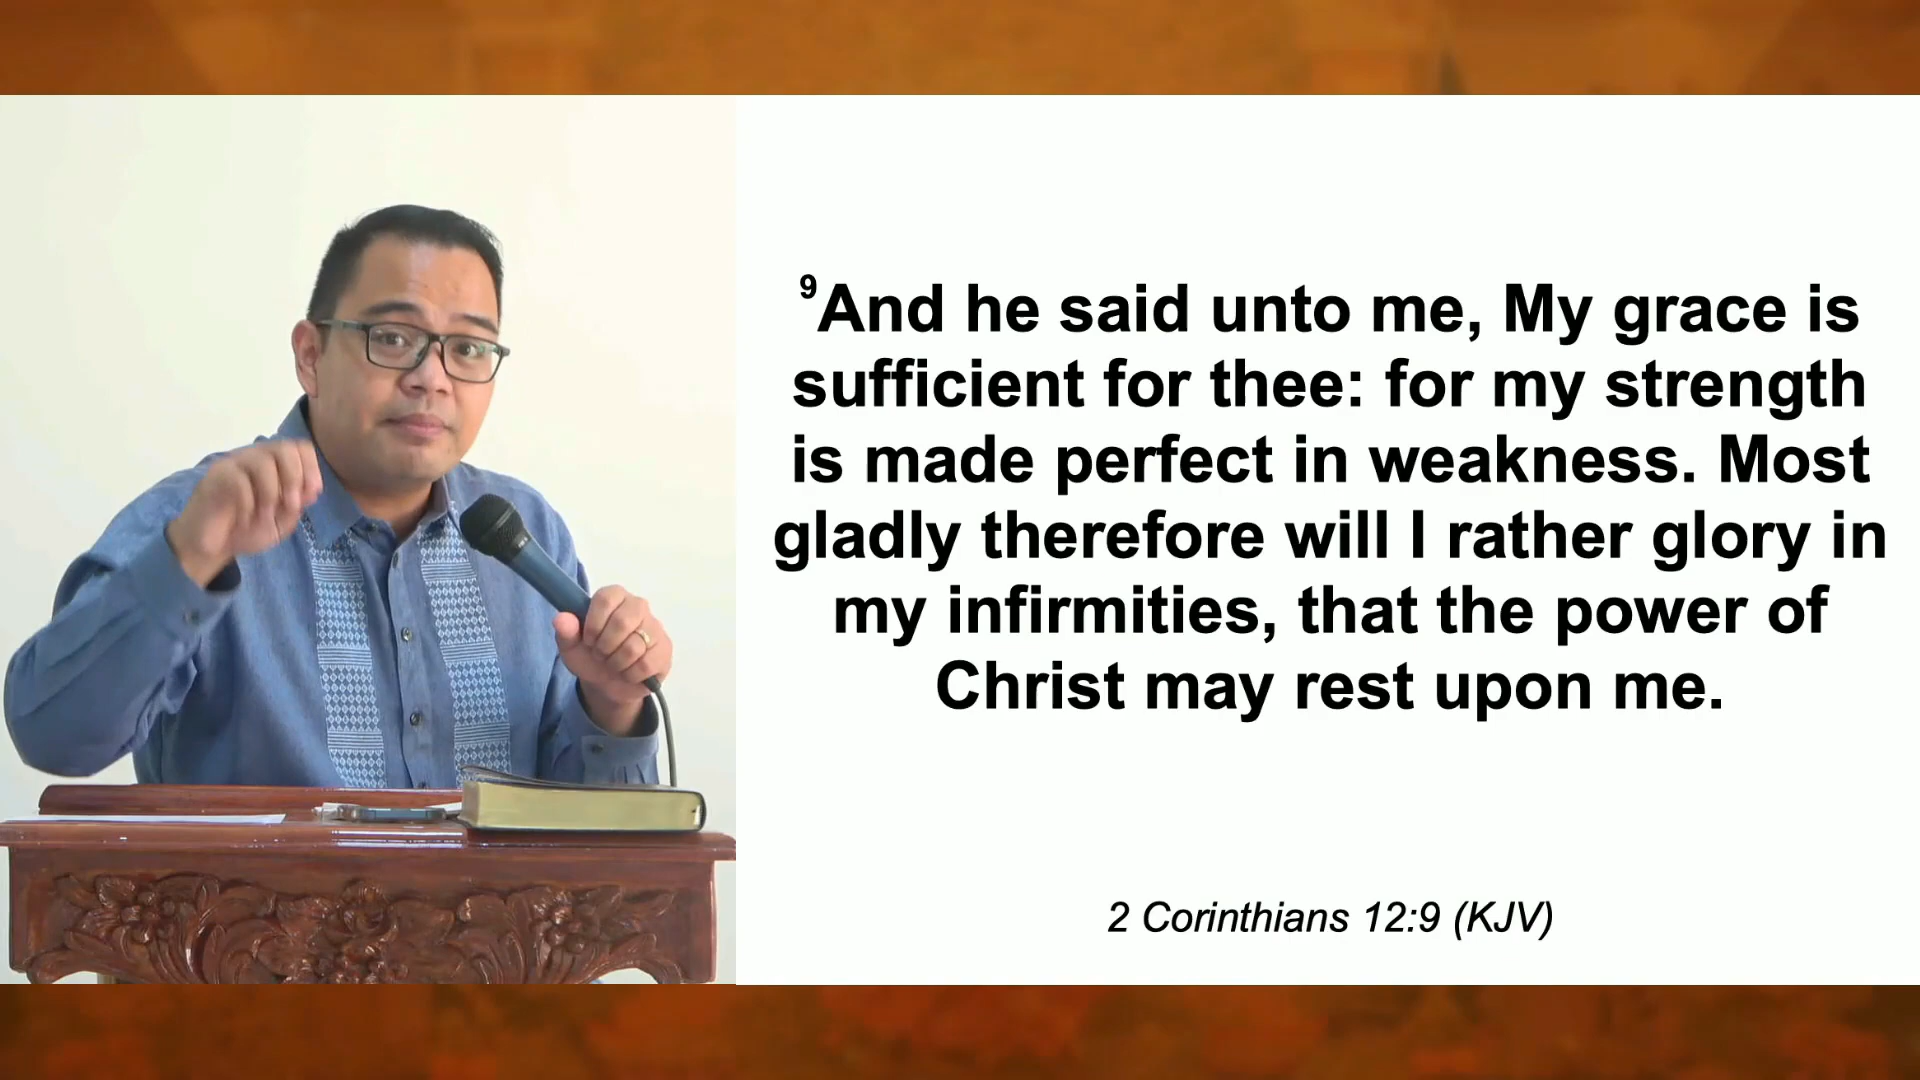 ⁹And he said unto me, My grace is
sufficient for thee: for my strength
is made perfect in weakness. Most
gladly therefore will I rather glory in
my infirmities, that the power of
Christ may rest upon me.
2 Corinthians 12:9 (KJV)